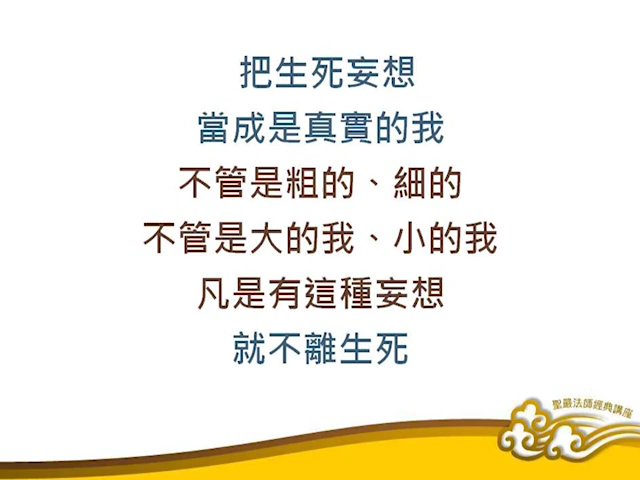 把生死妄想
當成是真實的我
不管是粗的、細的
不管是大的我、小的我
凡是有這種妄想
就不離生死
聖嚴法師經典講座